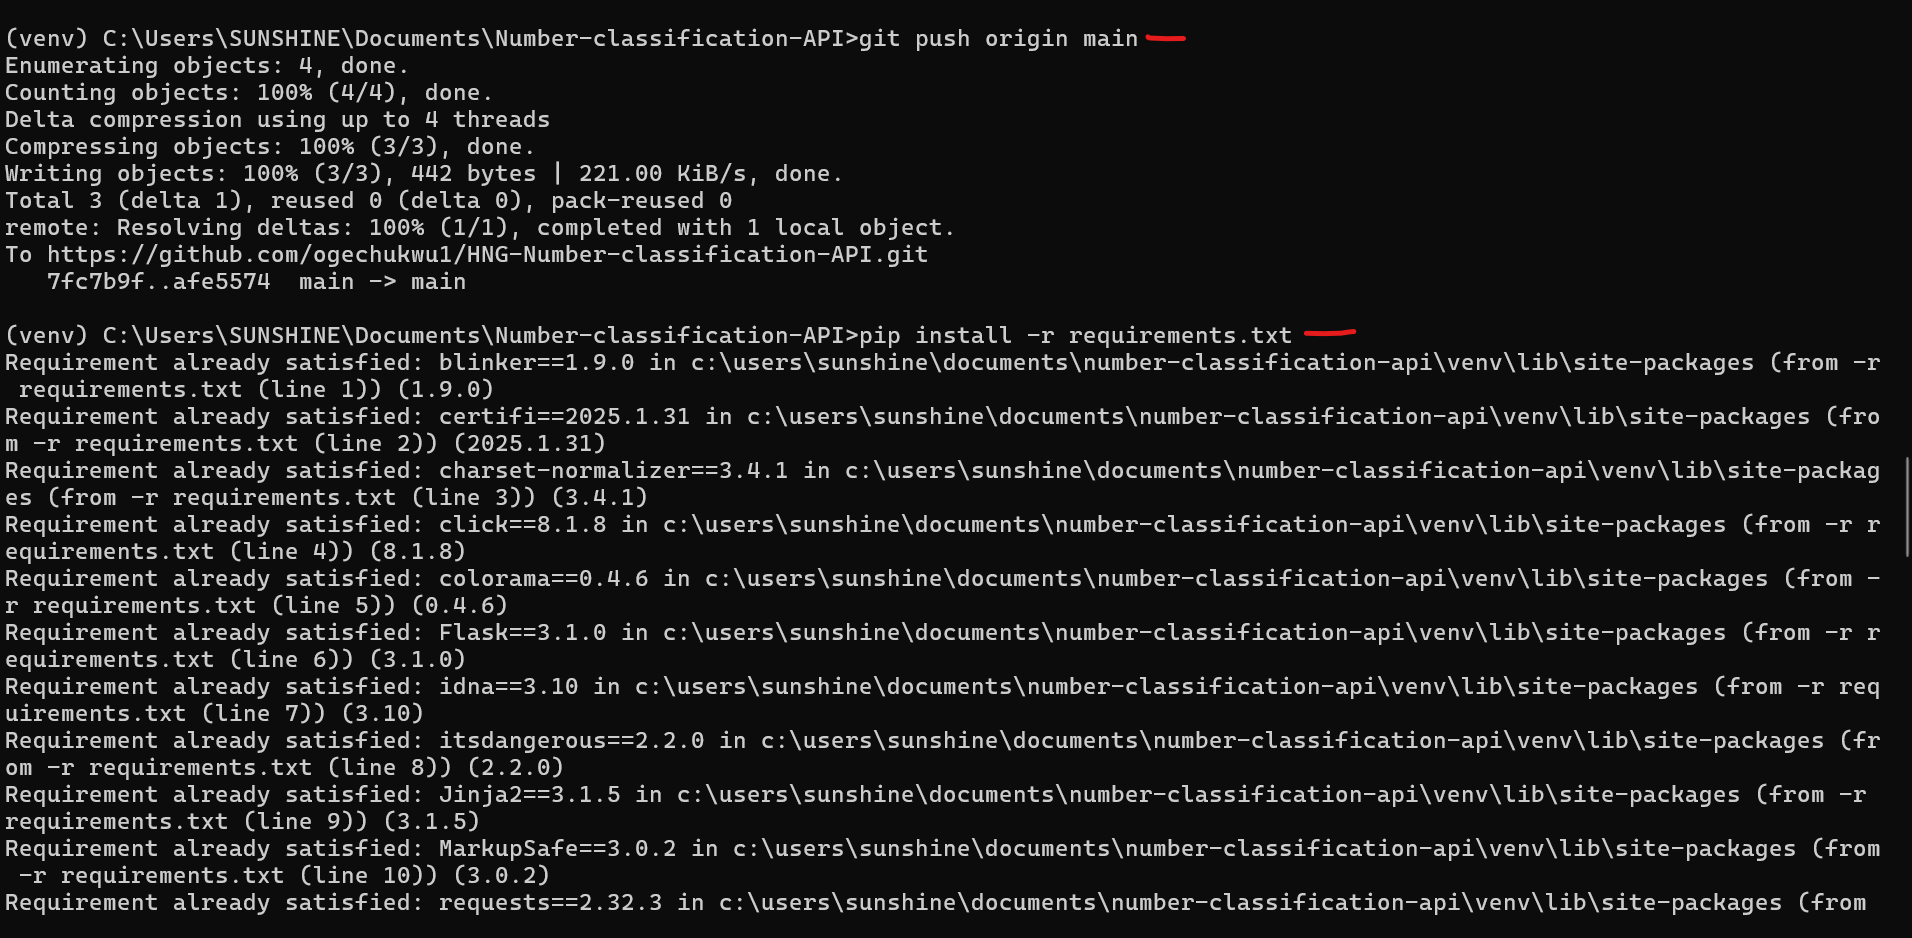 (venv) C:\Users\SUNSHINE\Documents\Number-classification-API>git push origin main
Enumerating objects: 4, done.
Counting objects: 100% (4/4), done.
Delta compression using up to 4 threads
Compressing objects: 100% (3/3), done.
Writing objects: 100% (3/3), 442 bytes | 221.00 KiB/s, done.
Total 3 (delta 1), reused 0 (delta 0), pack-reused 0
remote: Resolving deltas: 100% (1/1), completed with 1 local object.
To https://github.com/ogechukwu1/HNG-Number-classification-API.git
   7fc7b9f..afe5574  main -> main
(venv) C:\Users\SUNSHINE\Documents\Number-classification-API>pip install -r requirements.txt
Requirement already satisfied: blinker==1.9.0 in c:\users\sunshine\documents\number-classification-api\venv\lib\site-packages (from -r
 requirements.txt (line 1)) (1.9.0)
Requirement already satisfied: certifi==2025.1.31 in c:\users\sunshine\documents\number-classification-api\venv\lib\site-packages (fro
m -r requirements.txt (line 2)) (2025.1.31)
Requirement already satisfied: charset-normalizer==3.4.1 in c:\users\sunshine\documents\number-classification-api\venv\lib\site-packag
es (from -r requirements.txt (line 3)) (3.4.1)
Requirement already satisfied: click==8.1.8 in c:\users\sunshine\documents\number-classification-api\venv\lib\site-packages (from -r r
equirements.txt (line 4)) (8.1.8)
Requirement already satisfied: colorama==0.4.6 in c:\users\sunshine\documents\number-classification-api\venv\lib\site-packages (from -
r requirements.txt (line 5)) (0.4.6)
Requirement already satisfied: Flask==3.1.0 in c:\users\sunshine\documents\number-classification-api\venv\lib\site-packages (from -r r
equirements.txt (line 6)) (3.1.0)
Requirement already satisfied: idna==3.10 in c:\users\sunshine\documents\number-classification-api\venv\lib\site-packages (from -r req
uirements.txt (line 7)) (3.10)
Requirement already satisfied: itsdangerous==2.2.0 in c:\users\sunshine\documents\number-classification-api\venv\lib\site-packages (fr
om -r requirements.txt (line 8)) (2.2.0)
Requirement already satisfied: Jinja2==3.1.5 in c:\users\sunshine\documents\number-classification-api\venv\lib\site-packages (from -r
requirements.txt (line 9)) (3.1.5)
Requirement already satisfied: MarkupSafe==3.0.2 in c:\users\sunshine\documents\number-classification-api\venv\lib\site-packages (from
 -r requirements.txt (line 10)) (3.0.2)
Requirement already satisfied: requests==2.32.3 in c:\users\sunshine\documents\number-classification-api\venv\lib\site-packages (from